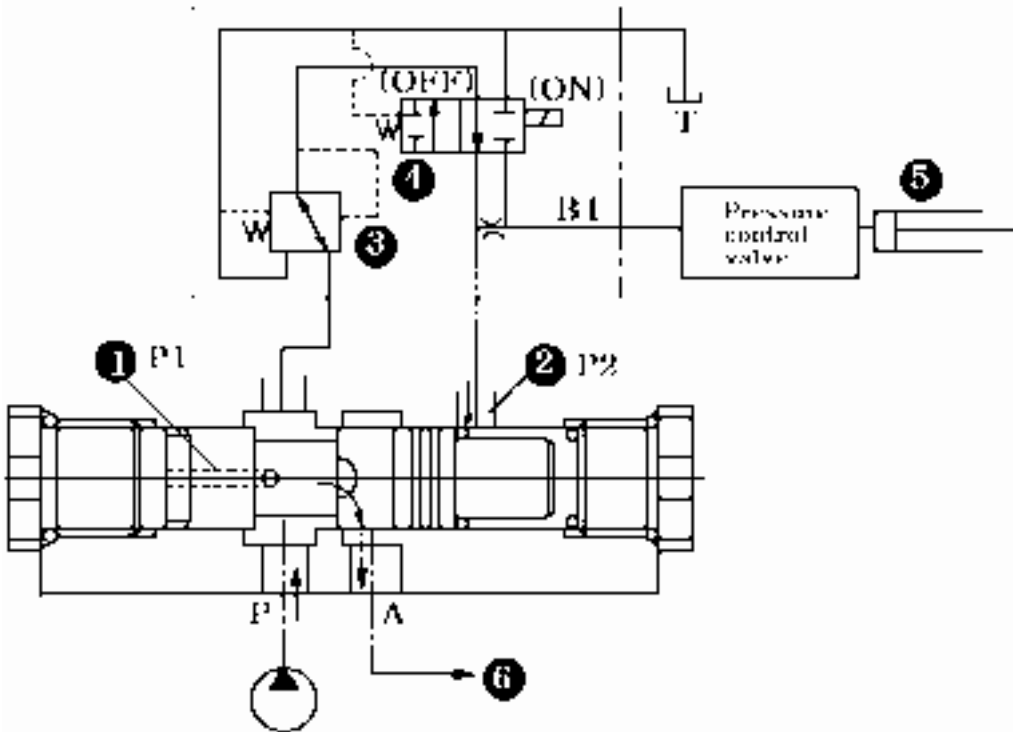 (OFF)
(ON)
T
W
4
5
B1
Pressure
control
valve
W
3
1 P1
2 P2
P
A
6